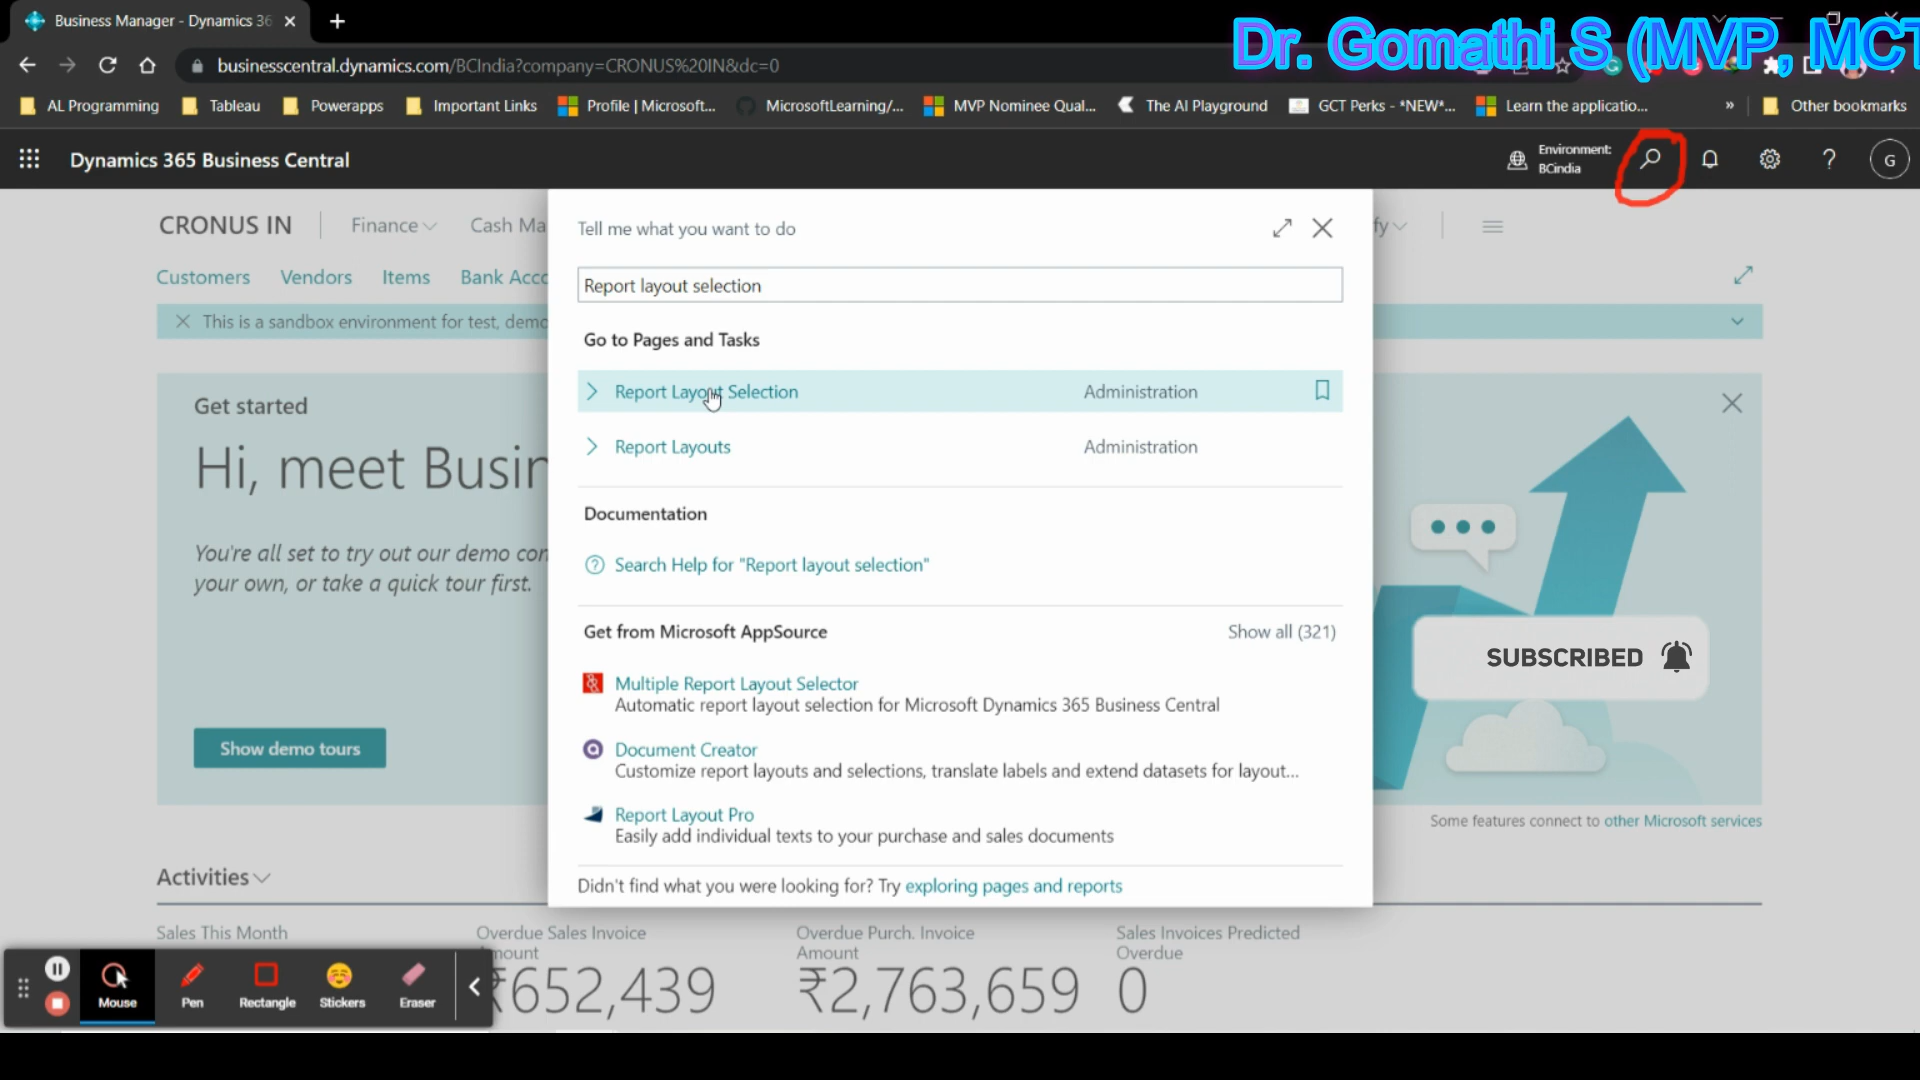 Business Manager - Dynamics 36
Dr. Gomathi S (MVP, MCT
businesscentral.dynamics.com/BCIndia?company=CRONUS%20IN&dc=0
AL Programming
Tableau
Powerapps
Important Links
Profile | Microsoft...
MicrosoftLearning/...
MVP Nominee Qual...
The AI Playground
GCT Perks - *NEW*...
Learn the applicatio...
»
Other bookmarks
Dynamics 365 Business Central
Environment:
BCindia
G
CRONUS IN
Finance
Cash Ma
fy
Tell me what you want to do
Customers
Vendors
Items
Bank Acco
Report layout selection
This is a sandbox environment for test, demo
Go to Pages and Tasks
Report Layout Selection
Administration
Report Layouts
Administration
Get started
Hi, meet Busin
You're all set to try out our demo con
your own, or take a quick tour first.
Show demo tours
Documentation
Search Help for "Report layout selection"
Get from Microsoft AppSource
Show all (321)
Multiple Report Layout Selector
Automatic report layout selection for Microsoft Dynamics 365 Business Central
Document Creator
Customize report layouts and selections, translate labels and extend datasets for layout...
Report Layout Pro
Easily add individual texts to your purchase and sales documents
Didn't find what you were looking for? Try exploring pages and reports
SUBSCRIBED
Some features connect to other Microsoft services
Activities
Sales This Month
Overdue Sales Invoice
Amount
₹652,439
Overdue Purch. Invoice
Amount
₹2,763,659
Sales Invoices Predicted
Overdue
0
Mouse
Pen
Rectangle
Stickers
Eraser